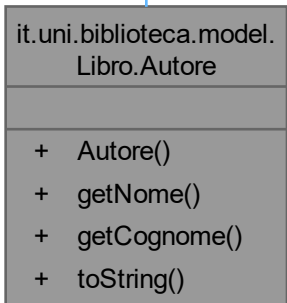 it.uni.biblioteca.model.
Libro.Autore
+ Autore()
+ getNome()
+ getCognome()
+ toString()